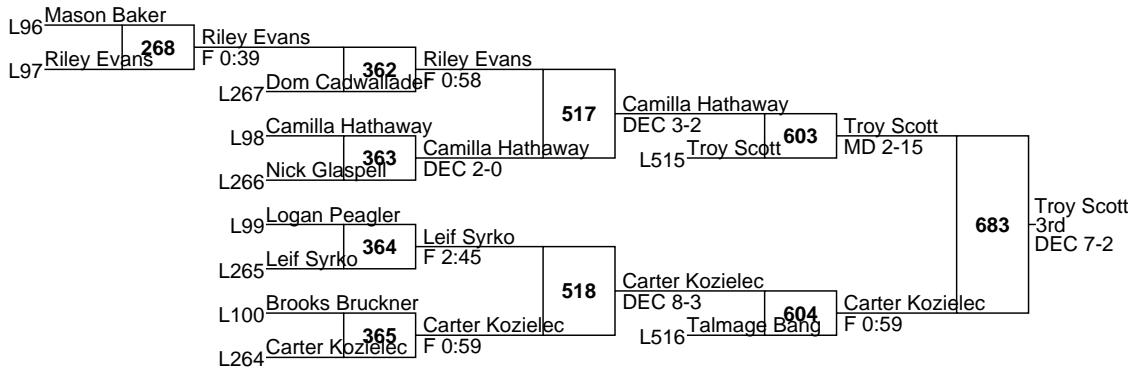 L96 Mason Baker
268
Riley Evans
F 0:39
L97 Riley Evans
362
Riley Evans
F 0:58
L267 Dom Cadwallader
517
Camilla Hathaway
DEC 3-2
L98 Camilla Hathaway
363
Camilla Hathaway
DEC 2-0
L266 Nick Glaspell
603
Troy Scott
MD 2-15
L515 Troy Scott
L99 Logan Peagler
364
Leif Syrko
F 2:45
L265 Leif Syrko
683
Troy Scott
3rd
DEC 7-2
518
Carter Kozielec
DEC 8-3
L100 Brooks Bruckner
365
Carter Kozielec
F 0:59
L264 Carter Kozielec
604
Carter Kozielec
F 0:59
L516 Talmage Bang